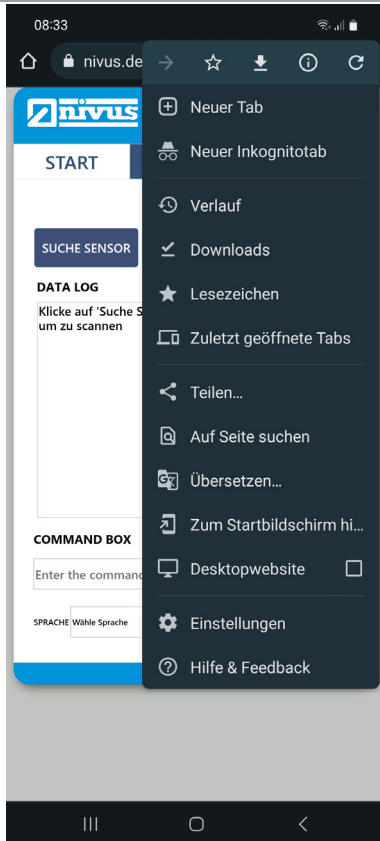 08:33
nivus.de
nivus
START
SUCHE SENSOR
DATA LOG
Klicke auf 'Suche S
um zu scannen
COMMAND BOX
Enter the command
SPRACHE Wähle Sprache
Neuer Tab
Neuer Inkognitotab
Verlauf
Downloads
Lesezeichen
Zuletzt geöffnete Tabs
Teilen...
Auf Seite suchen
Übersetzen...
Zum Startbildschirm hi...
Desktopwebsite
Einstellungen
Hilfe & Feedback